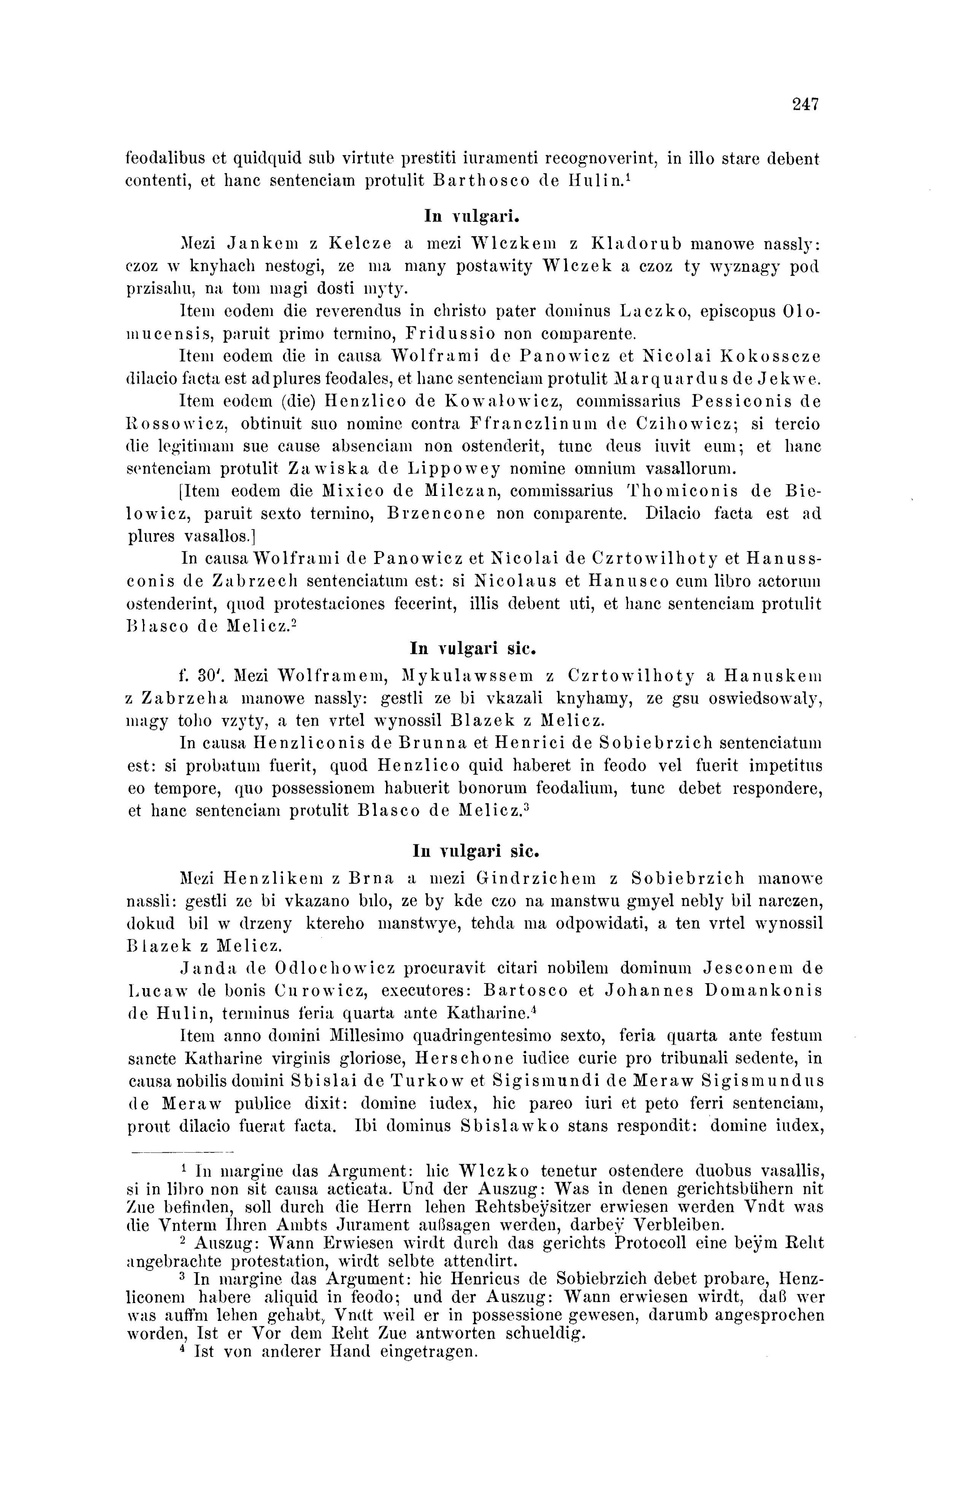 247
feodalibus et quidquid sub virtute prestiti iuramenti recognoverint, in illo stare debent
contenti, et hanc sentenciam protulit Barthosco de Hulin.¹
In vulgari.
Mezi Jankem z Kelcze a mezi Wlczkem z Kladorub manowe nassly:
czoz w knyhach nestogi, ze ma many postawity Wlczek a czoz ty wyznagy pod
przisahu, na tom magi dosti myty.
Item eodem die reverendus in christo pater dominus Laczko, episcopus Olo-
mucensis, paruit primo termino, Fridussio non comparente.
Item eodem die in causa Wolframi de Panowicz et Nicolai Kokosscze
dilacio facta est ad plures feodales, et hanc sentenciam protulit Marquardus de Jekwe.
Item eodem (die) Henzlico de Kowalowicz, commissarius Pessiconis de
Rossowicz, obtinuit suo nomine contra Ffranczlinum de Czihowicz; si tercio
die legitimam sue cause absenciam non ostenderit, tunc deus iuvit eum; et hanc
sentenciam protulit Zawiska de Lippowey nomine omnium vasallorum.
[Item eodem die Mixico de Milczan, commissarius Thomiconis de Bie-
lowicz, paruit sexto termino, Brzencone non comparente. Dilacio facta est ad
plures vasallos.]
In causa Wolframi de Panowicz et Nicolai de Czrtowilhoty et Hanuss-
conis de Zabrzech sentenciatum est: si Nicolaus et Hanusco cum libro actorum
ostenderint, quod protestaciones fecerint, illis debent uti, et hanc sentenciam protulit
Blasco de Melicz.²
In vulgari sic.
f. 30'. Mezi Wolframem, Mykulawssem z Czrtowilhoty a Hanuskem
z Zabrzeha manowe nassly: gestli ze bi vkazali knyhamy, ze gsu oswiedsowaly,
magy toho vzyty, a ten vrtel wynossil Blazek z Melicz.
In causa Henzliconis de Brunna et Henrici de Sobiebrzich sentenciatum
est: si probatum fuerit, quod Henzlico quid haberet in feodo vel fuerit impetitus
eo tempore, quo possessionem habuerit bonorum feodalium, tunc debet respondere,
et hanc sentenciam protulit Blasco de Melicz.³
In vulgari sic.
Mezi Henzlikem z Brna a mezi Gindrzichem z Sobiebrzich manowe
nassli: gestli ze bi vkazano bilo, ze by kde czo na manstwu gmyel nebly bil narczen,
dokud bil w drzeny ktereho manstwye, tehda ma odpowidati, a ten vrtel wynossil
Blazek z Melicz.
Janda de Odlochowicz procuravit citari nobilem dominum Jesconem de
Lucaw de bonis Curowicz, executores: Bartosco et Johannes Domankonis
de Hulin, terminus feria quarta ante Katharine.⁴
Item anno domini Millesimo quadringentesimo sexto, feria quarta ante festum
sancte Katharine virginis gloriose, Herschone iudice curie pro tribunali sedente, in
causa nobilis domini Sbislai de Turkow et Sigismundi de Meraw Sigismundus
de Meraw publice dixit: domine iudex, hic pareo iuri et peto ferri sentenciam,
prout dilacio fuerat facta. Ibi dominus Sbislawko stans respondit: domine iudex,
¹ In margine das Argument: hic Wlczko tenetur ostendere duobus vasallis,
si in libro non sit causa acticata. Und der Auszug: Was in denen gerichtsbühern nit
Zue befinden, soll durch die Herrn lehen Rehtsbeÿsitzer erwiesen werden Vndt was
die Vnterm Ihren Ambts Jurament außsagen werden, darbeÿ Verbleiben.
² Auszug: Wann Erwiesen wirdt durch das gerichts Protocoll eine beÿm Reht
angebrachte protestation, wirdt selbte attendirt.
³ In margine das Argument: hic Henricus de Sobiebrzich debet probare, Henz-
liconem habere aliquid in feodo; und der Auszug: Wann erwiesen wirdt, daß wer
was auffm lehen gehabt, Vndt weil er in possessione gewesen, darumb angesprochen
worden, Ist er Vor dem Reht Zue antworten schueldig.
⁴ Ist von anderer Hand eingetragen.